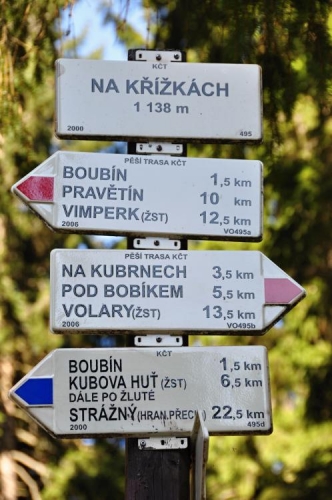 KČT
NA KŘÍŽKÁCH
1 138 m
2000 495
PĚŠÍ TRASA KČT
BOUBÍN 1,5 km
PRAVĚTÍN 10 km
VIMPERK (ŽST) 12,5 km
2006 VO495a
PĚŠÍ TRASA KČT
NA KUBRNECH 3,5 km
POD BOBÍKEM 5,5 km
VOLARY (ŽST) 13,5 km
2006 VO495b
KČT
BOUBÍN 1,5 km
KUBOVA HUŤ (ŽST) 6,5 km
DÁLE PO ŽLUTÉ
STRÁŽNÝ (HRAN.PŘECH.) 22,5 km
2000 495d